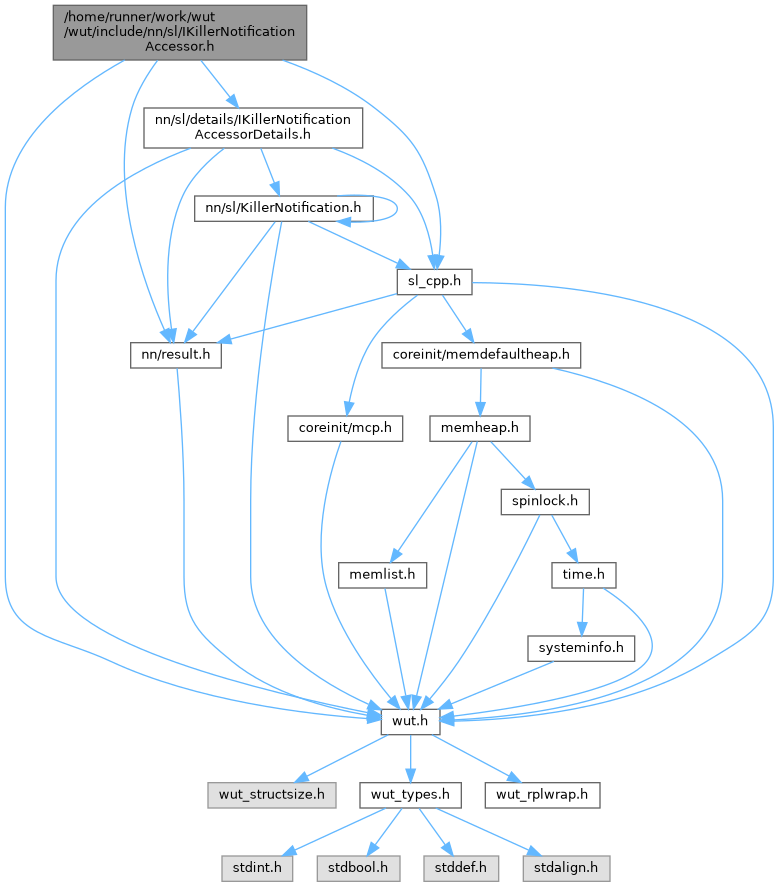 /home/runner/work/wut
/wut/include/nn/sl/IKillerNotification
Accessor.h
nn/sl/details/IKillerNotification
AccessorDetails.h
nn/sl/KillerNotification.h
sl_cpp.h
nn/result.h
coreinit/memdefaultheap.h
coreinit/mcp.h
memheap.h
spinlock.h
memlist.h
time.h
systeminfo.h
wut.h
wut_structsize.h
wut_types.h
wut_rplwrap.h
stdint.h
stdbool.h
stddef.h
stdalign.h